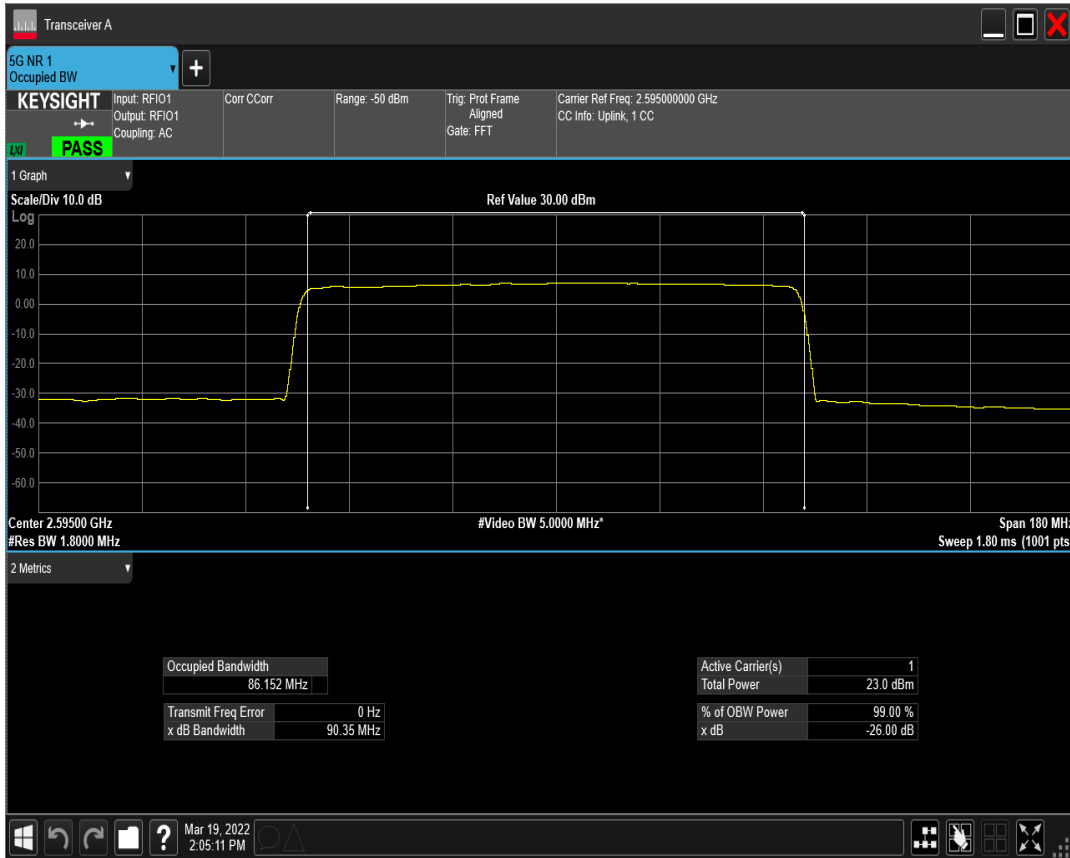 Transceiver A
5G NR 1
Occupied BW
+
KEYSIGHT
LXI
PASS
Input: RFIO1
Output: RFIO1
Coupling: AC
Corr CCorr
Range: -50 dBm
Trig: Prot Frame
Aligned
Gate: FFT
Carrier Ref Freq: 2.595000000 GHz
CC Info: Uplink, 1 CC
1 Graph
Scale/Div 10.0 dB
Ref Value 30.00 dBm
Log
20.0
10.0
0.00
-10.0
-20.0
-30.0
-40.0
-50.0
-60.0
Center 2.59500 GHz
#Video BW 5.0000 MHz*
Span 180 MHz
#Res BW 1.8000 MHz
Sweep 1.80 ms (1001 pts
2 Metrics
Occupied Bandwidth
86.152 MHz
Transmit Freq Error 0 Hz
x dB Bandwidth 90.35 MHz
Active Carrier(s) 1
Total Power 23.0 dBm
% of OBW Power 99.00 %
x dB -26.00 dB
?
Mar 19, 2022
2:05:11 PM